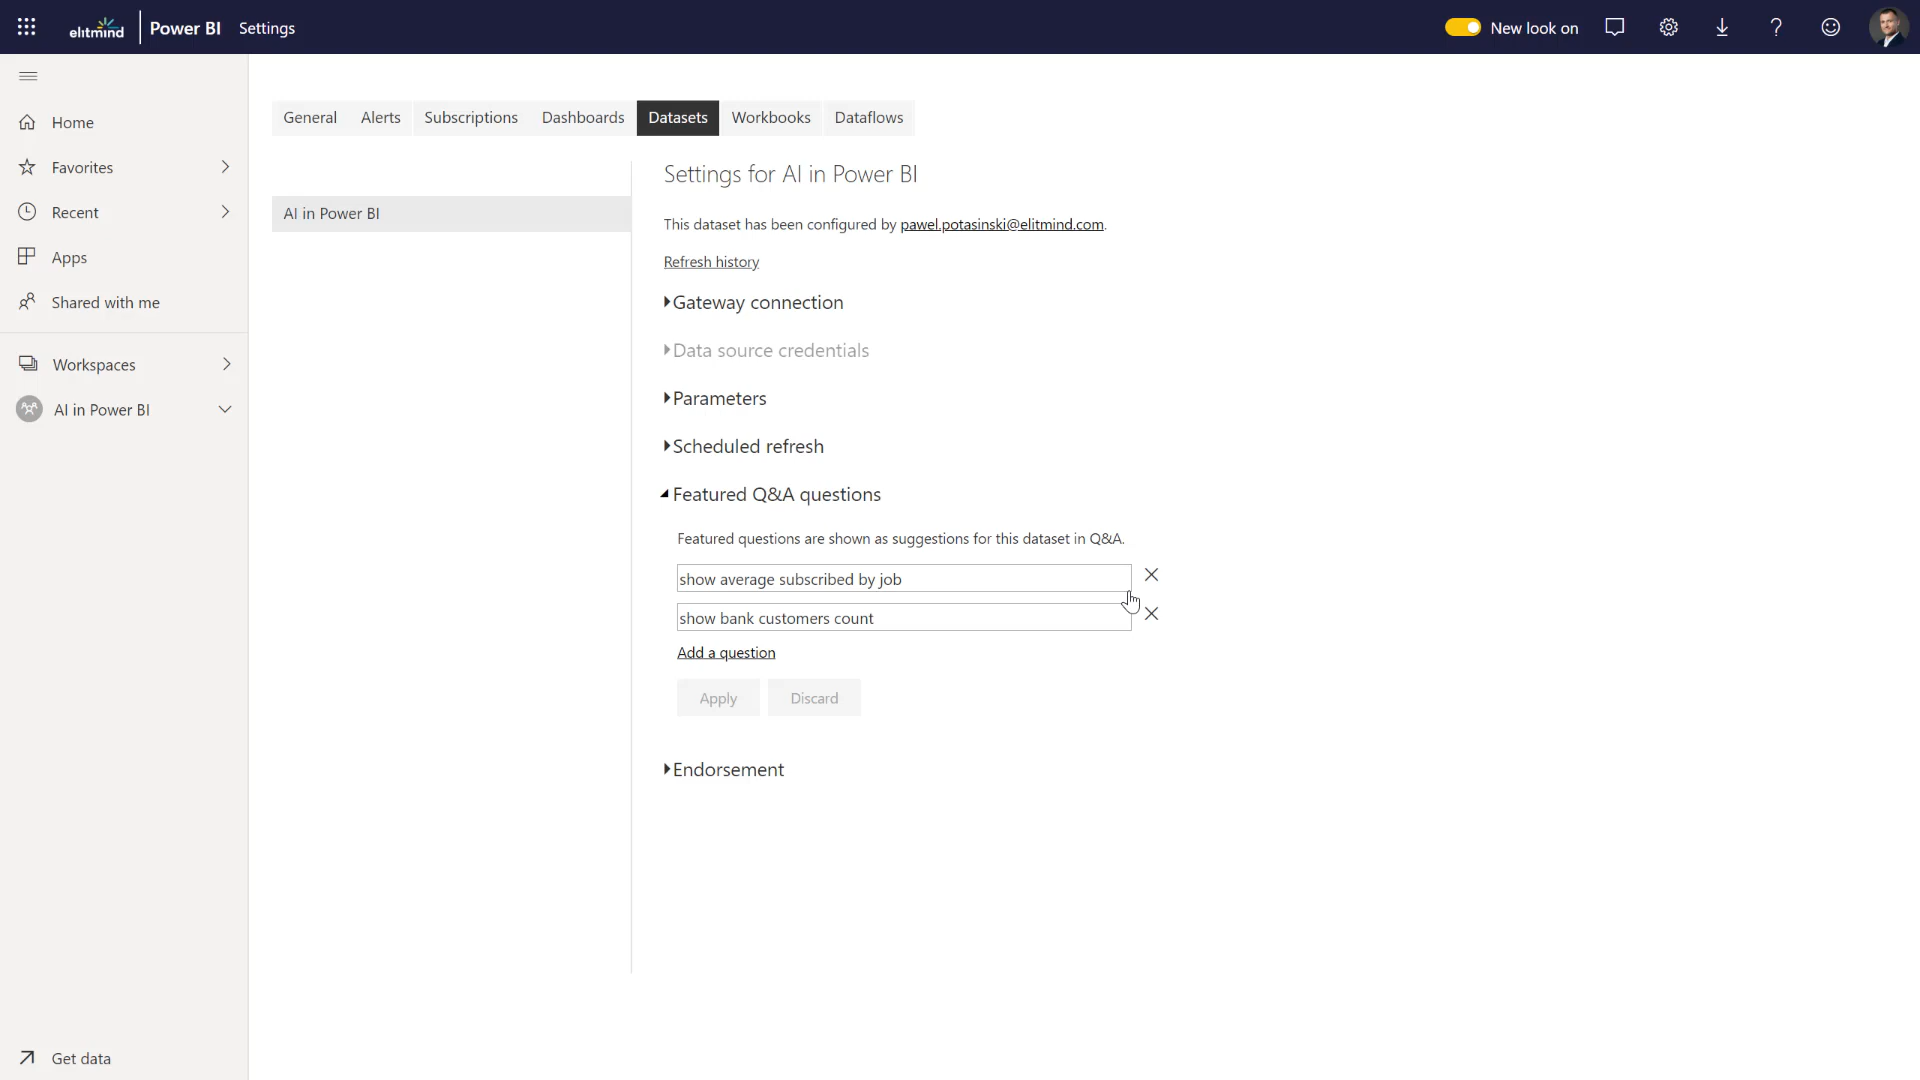 elitmind Power BI Settings New look on
Home
Favorites
Recent
Apps
Shared with me
Workspaces
AI in Power BI
Get data
General Alerts Subscriptions Dashboards Datasets Workbooks Dataflows
AI in Power BI
Settings for AI in Power BI
This dataset has been configured by pawel.potasinski@elitmind.com.
Refresh history
Gateway connection
Data source credentials
Parameters
Scheduled refresh
Featured Q&A questions
Featured questions are shown as suggestions for this dataset in Q&A.
show average subscribed by job
show bank customers count
Add a question
Apply Discard
Endorsement